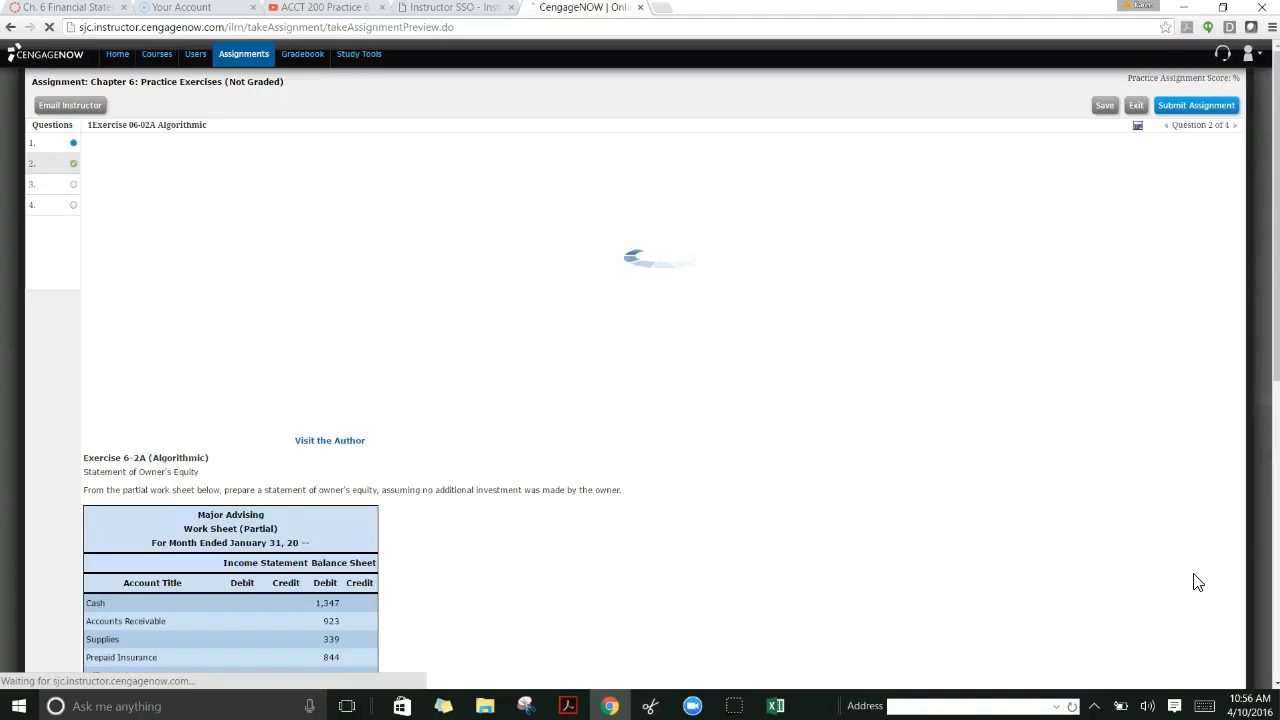 Ch. 6 Financial State
Your Account
ACCT 200 Practice 6
Instructor SSO - Insta
CengageNOW | Onli
Karen
sjc.instructor.cengagenow.com/ilrn/takeAssignment/takeAssignmentPreview.do
CENGAGENOW
Home Courses Users Assignments Gradebook Study Tools
Assignment: Chapter 6: Practice Exercises (Not Graded)
Practice Assignment Score: %
Email Instructor
Save Exit Submit Assignment
Questions
1Exercise 06-02A Algorithmic
Question 2 of 4
1.
2.
3.
4.
Visit the Author
Exercise 6-2A (Algorithmic)
Statement of Owner's Equity
From the partial work sheet below, prepare a statement of owner's equity, assuming no additional investment was made by the owner.
Major Advising
Work Sheet (Partial)
For Month Ended January 31, 20 --
Income Statement Balance Sheet
Account Title Debit Credit Debit Credit
Cash 1,347
Accounts Receivable 923
Supplies 339
Prepaid Insurance 844
Waiting for sjc.instructor.cengagenow.com...
Ask me anything
Address
10:56 AM
4/10/2016